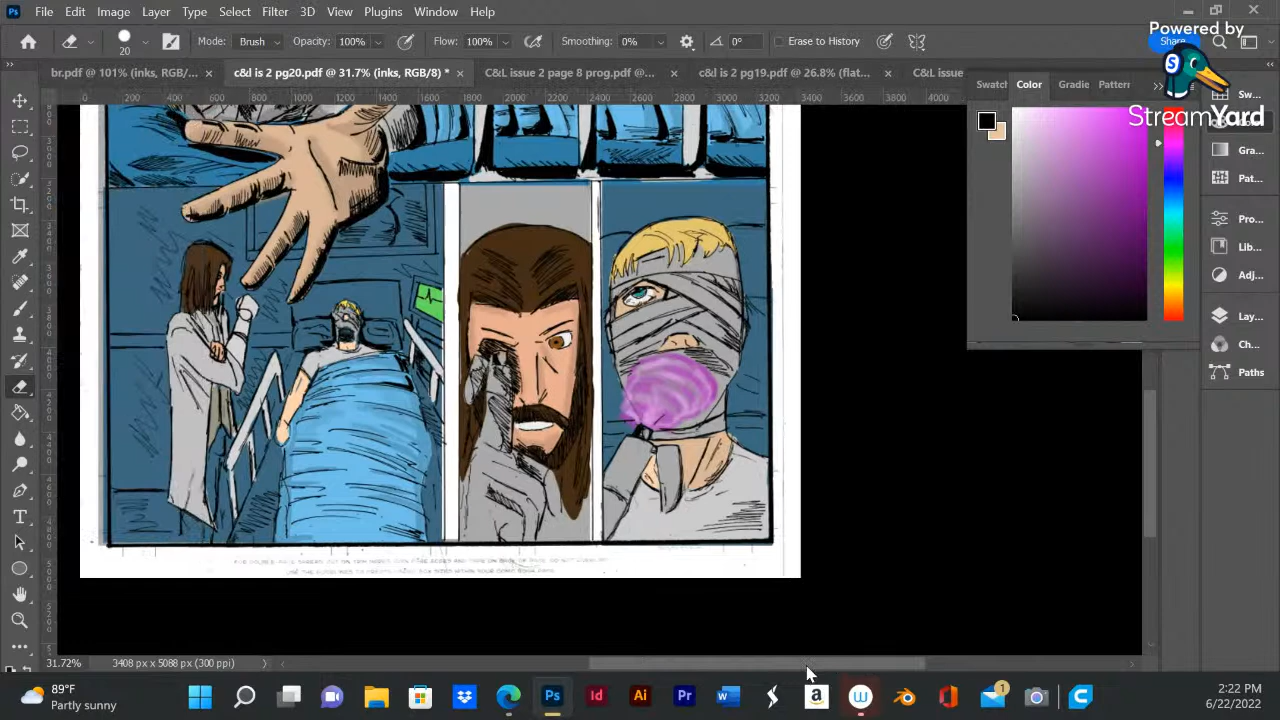 File Edit Image Layer Type Select Filter 3D View Plugins Window Help
Powered by
StreamYard
20 Mode: Brush Opacity: 100% Flow: 100% Smoothing: 0% 0° Erase to History Share
br.pdf @ 101% (inks, RGB/... × c&l is 2 pg20.pdf @ 31.7% (inks, RGB/8) * × C&L issue 2 page 8 prog.pdf @... × c&l is 2 pg19.pdf @ 26.8% (flat... × C&L issue
Swatch Color Gradie Pattern
0 200 400 600 800 1000 1200 1400 1600 1800 2000 2200 2400 2600 2800 3000 3200 3400 3600 3800 4000
Sw...
Gra...
Pat...
Pro...
Lib...
Adj...
Lay...
Ch...
Paths
31.72% 3408 px x 5088 px (300 ppi)
89°F
Partly sunny
2:22 PM
6/22/2022